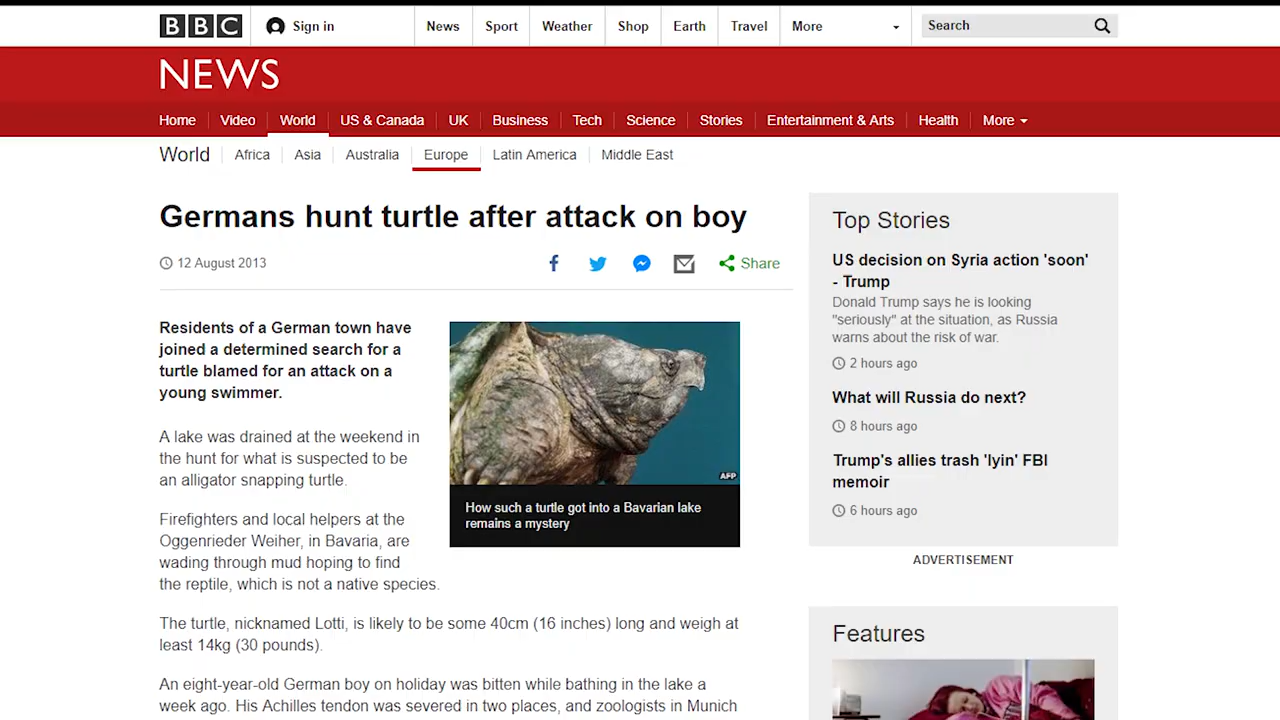 BBC Sign in News Sport Weather Shop Earth Travel More Search
NEWS
Home Video World US & Canada UK Business Tech Science Stories Entertainment & Arts Health More
World Africa Asia Australia Europe Latin America Middle East
Germans hunt turtle after attack on boy
12 August 2013
Share
Residents of a German town have
joined a determined search for a
turtle blamed for an attack on a
young swimmer.
AFP
How such a turtle got into a Bavarian lake
remains a mystery
A lake was drained at the weekend in
the hunt for what is suspected to be
an alligator snapping turtle.
Firefighters and local helpers at the
Oggenrieder Weiher, in Bavaria, are
wading through mud hoping to find
the reptile, which is not a native species.
The turtle, nicknamed Lotti, is likely to be some 40cm (16 inches) long and weigh at
least 14kg (30 pounds).
An eight-year-old German boy on holiday was bitten while bathing in the lake a
week ago. His Achilles tendon was severed in two places, and zoologists in Munich
Top Stories
US decision on Syria action 'soon'
- Trump
Donald Trump says he is looking
"seriously" at the situation, as Russia
warns about the risk of war.
2 hours ago
What will Russia do next?
8 hours ago
Trump's allies trash 'lyin' FBI
memoir
6 hours ago
ADVERTISEMENT
Features